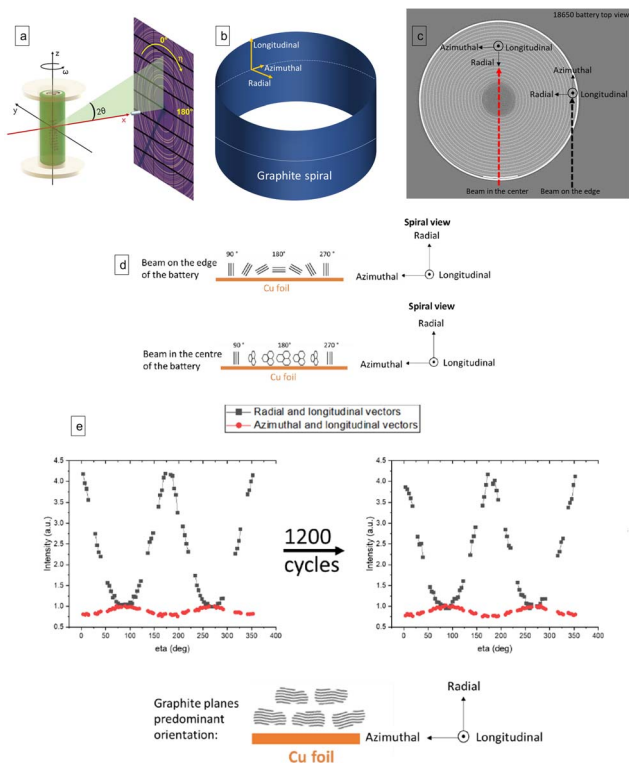 a
z
ω
y
2θ
x
0°
η
180°
b
Longitudinal
Azimuthal
Radial
Graphite spiral
c
18650 battery top view
Azimuthal
Longitudinal
Radial
Azimuthal
Radial
Longitudinal
Beam in the center
Beam on the edge
d
Beam on the edge
of the battery
90 ° 180° 270 °
Cu foil
Spiral view
Radial
Azimuthal
Longitudinal
Beam in the centre
of the battery
90 ° 180° 270 °
Cu foil
Spiral view
Radial
Azimuthal
Longitudinal
e
Radial and longitudinal vectors
Azimuthal and longitudinal vectors
Intensity (a.u.)
4.5
4.0
3.5
3.0
2.5
2.0
1.5
1.0
0.5
0 50 100 150 200 250 300 350 400
eta (deg)
1200
cycles
Intensity (a.u.)
4.5
4.0
3.5
3.0
2.5
2.0
1.5
1.0
0.5
0 50 100 150 200 250 300 350 400
eta (deg)
Graphite planes
predominant
orientation:
Cu foil
Radial
Azimuthal
Longitudinal